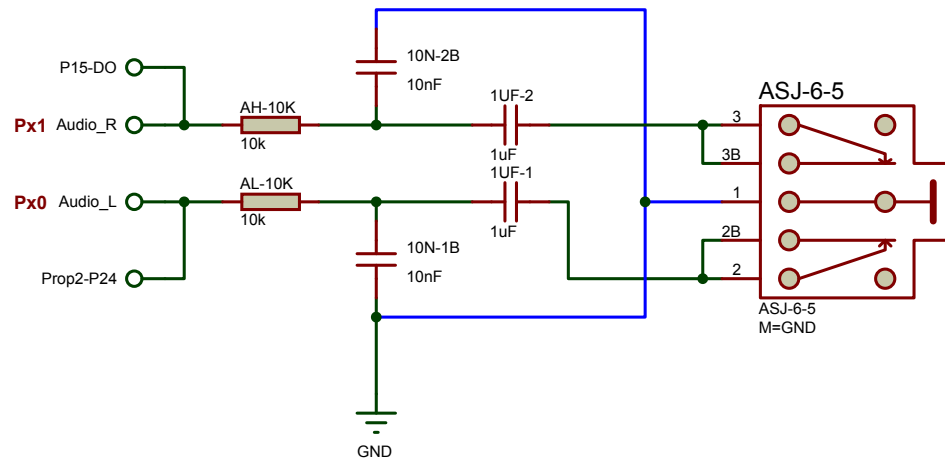 10N-2B
10nF
P15-DO
Px1 Audio_R
AH-10K
10k
1UF-2
1uF
ASJ-6-5
3
3B
1
2B
2
Px0 Audio_L
AL-10K
10k
1UF-1
1uF
10N-1B
10nF
Prop2-P24
ASJ-6-5
M=GND
GND